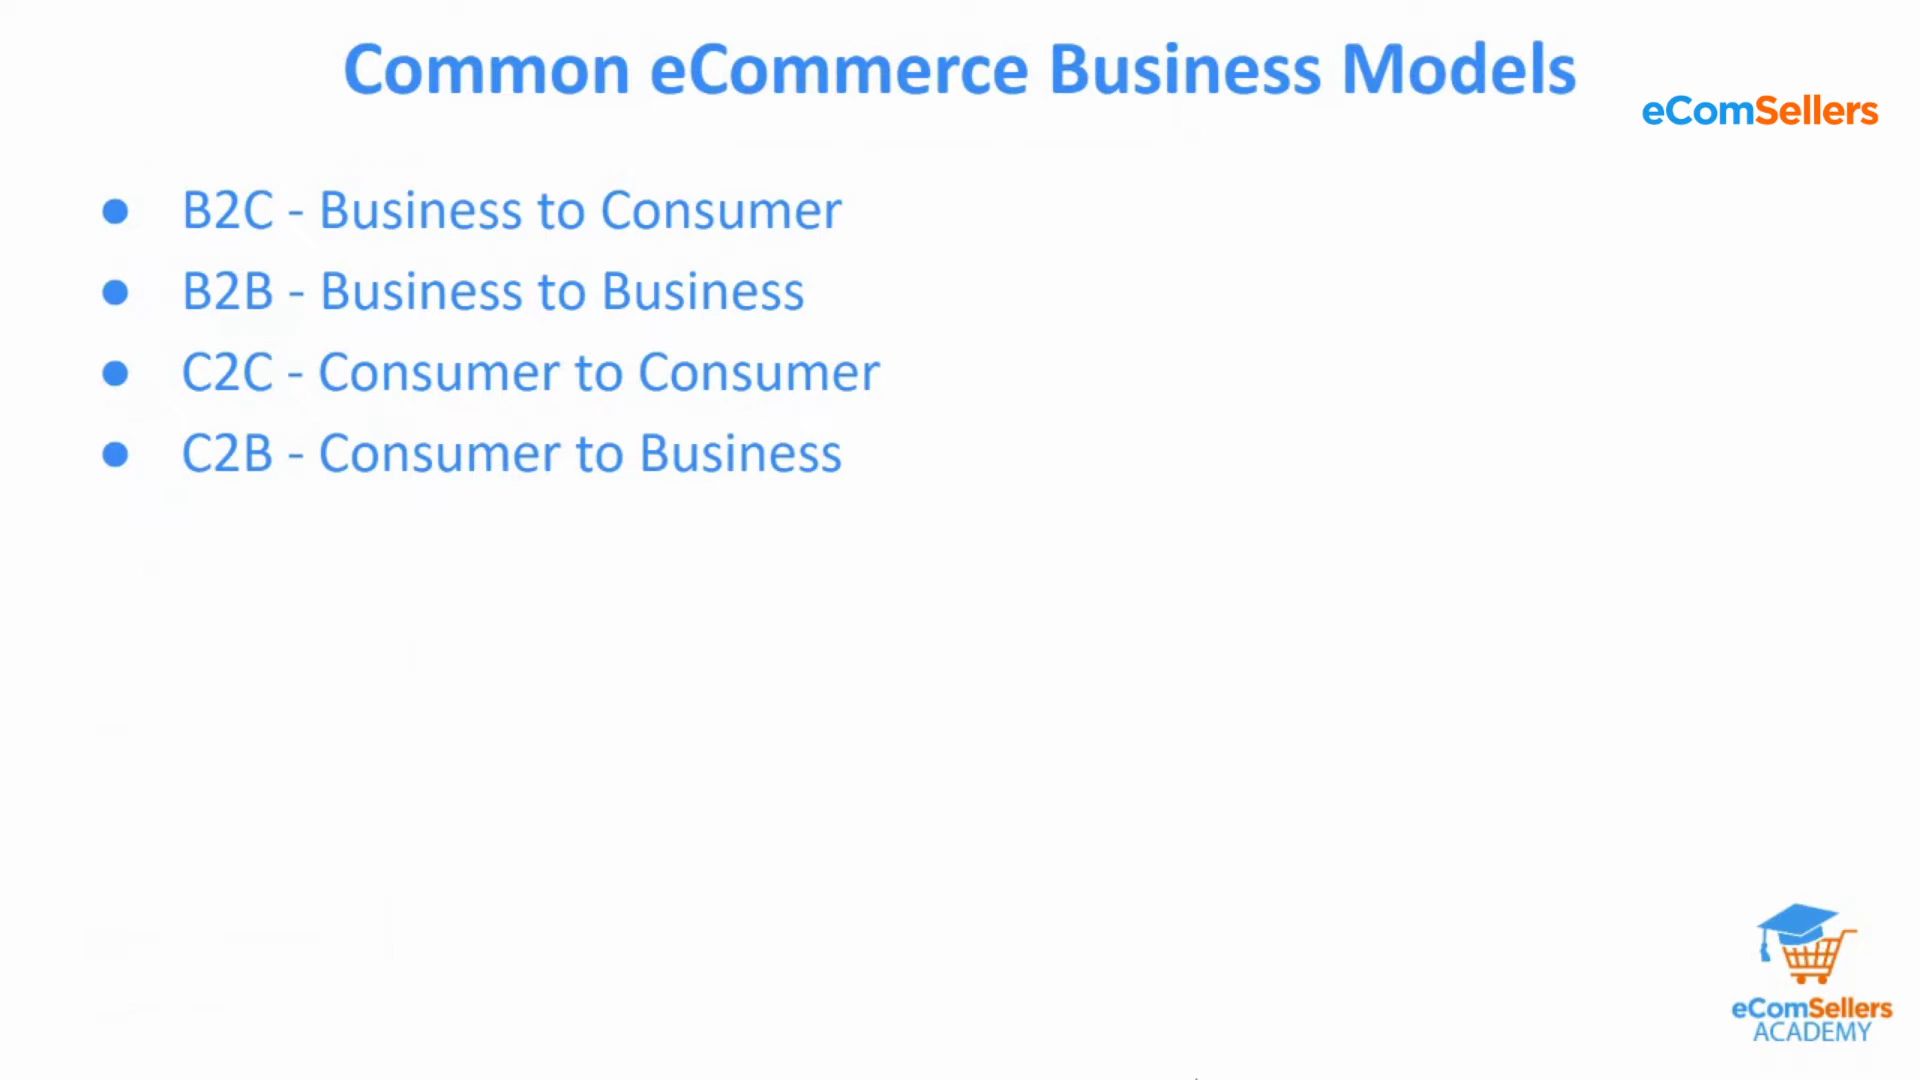 Common eCommerce Business Models
eComSellers
● B2C - Business to Consumer
● B2B - Business to Business
● C2C - Consumer to Consumer
● C2B - Consumer to Business
eComSellers
ACADEMY